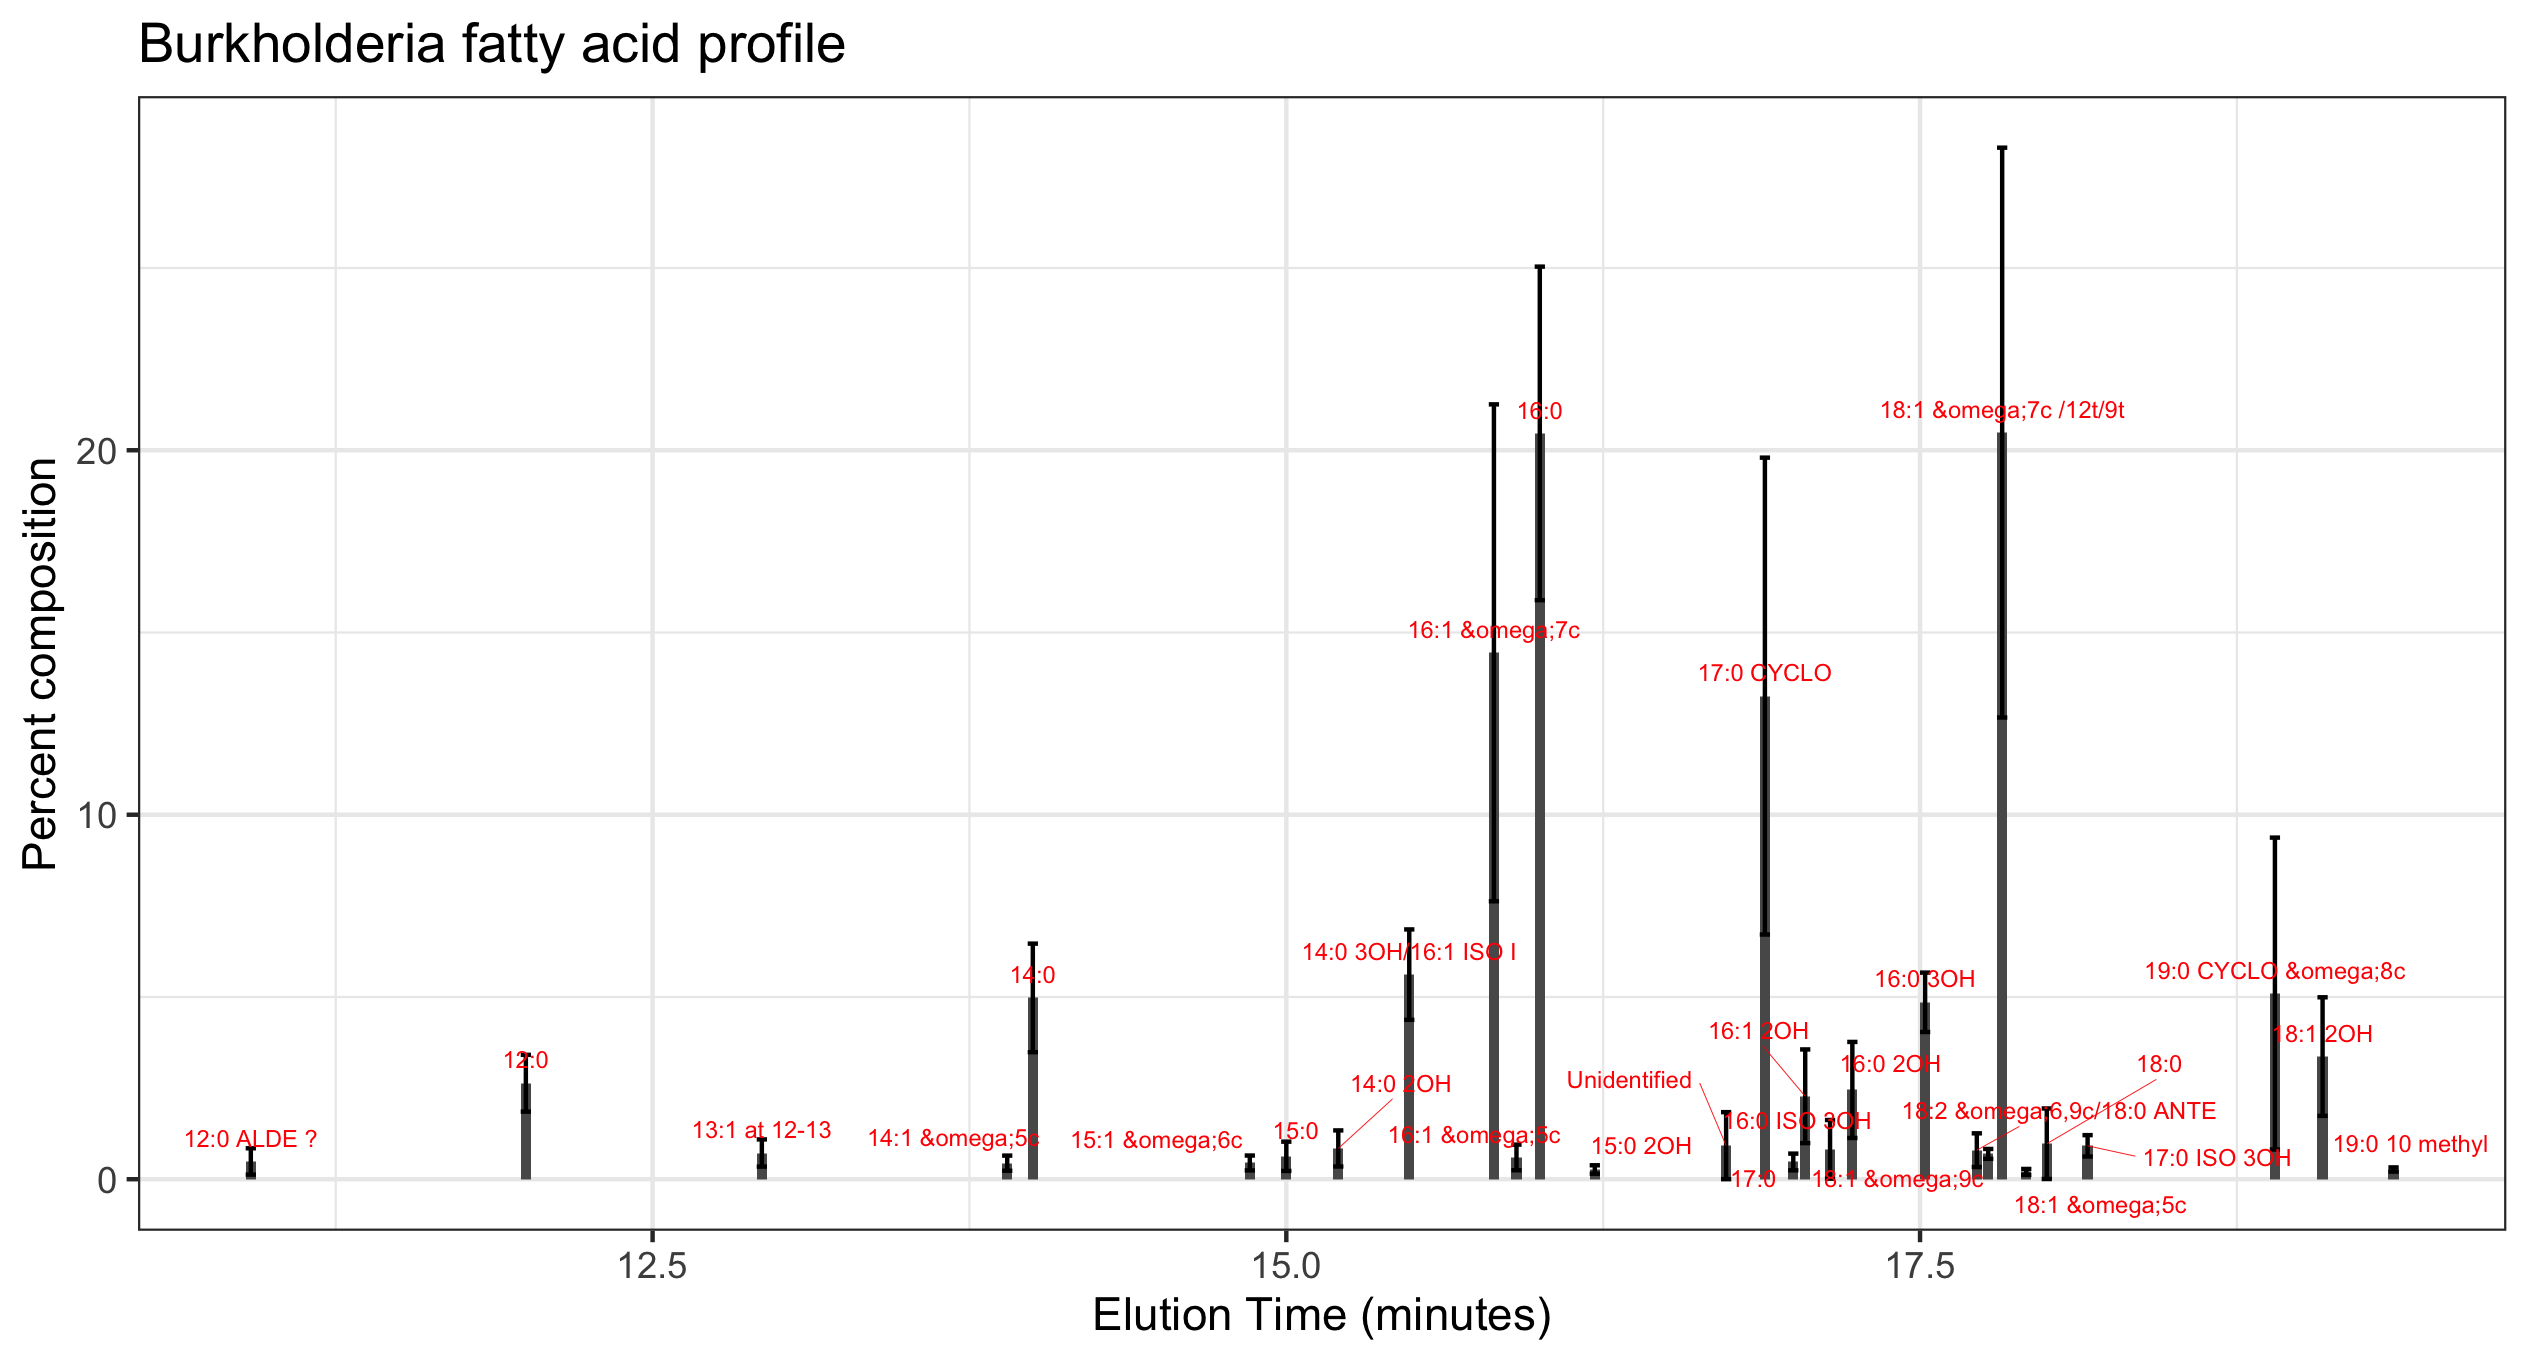 Burkholderia fatty acid profile
Percent composition
20
10
0
16:0
18:1 &omega;7c /12t/9t
16:1 &omega;7c
17:0 CYCLO
14:0 3OH/16:1 ISO I
14:0
16:0 3OH
19:0 CYCLO &omega;8c
16:1 2OH
18:1 2OH
12:0
16:0 2OH
18:0
Unidentified
14:0 2OH
18:2 &omega;6,9c/18:0 ANTE
16:0 ISO 3OH
12:0 ALDE ?
13:1 at 12-13
14:1 &omega;5c
15:1 &omega;6c
15:0
16:1 &omega;5c
15:0 2OH
19:0 10 methyl
17:0 ISO 3OH
17:0
18:1 &omega;9c
18:1 &omega;5c
12.5
15.0
17.5
Elution Time (minutes)